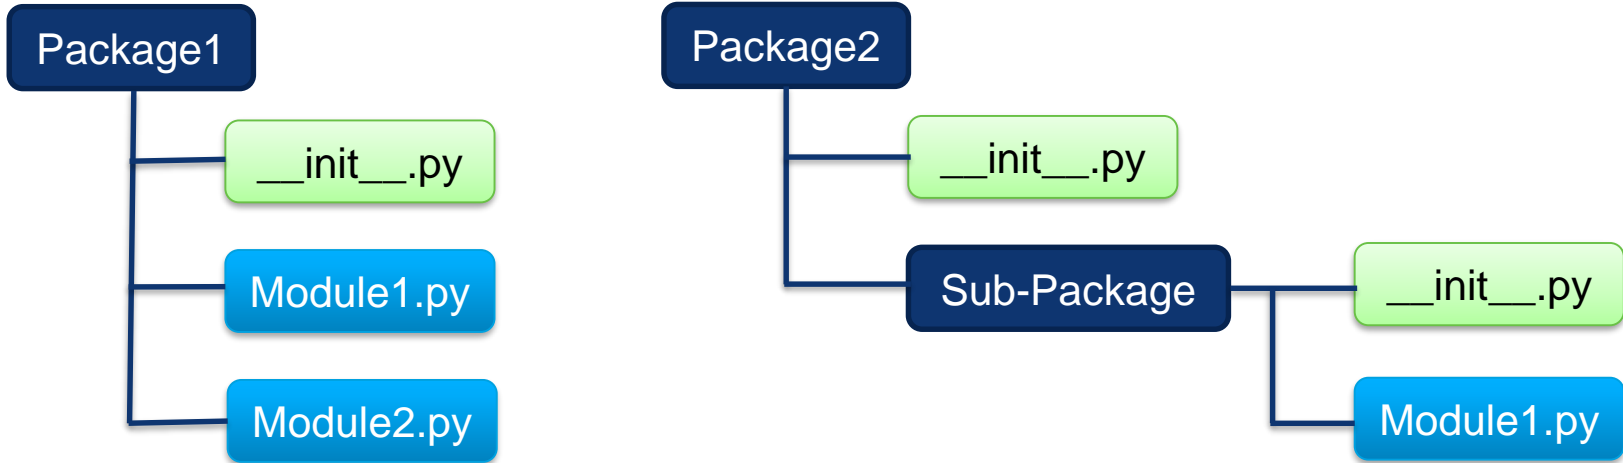 Package1
__init__.py
Module1.py
Module2.py
Package2
__init__.py
Sub-Package
__init__.py
Module1.py